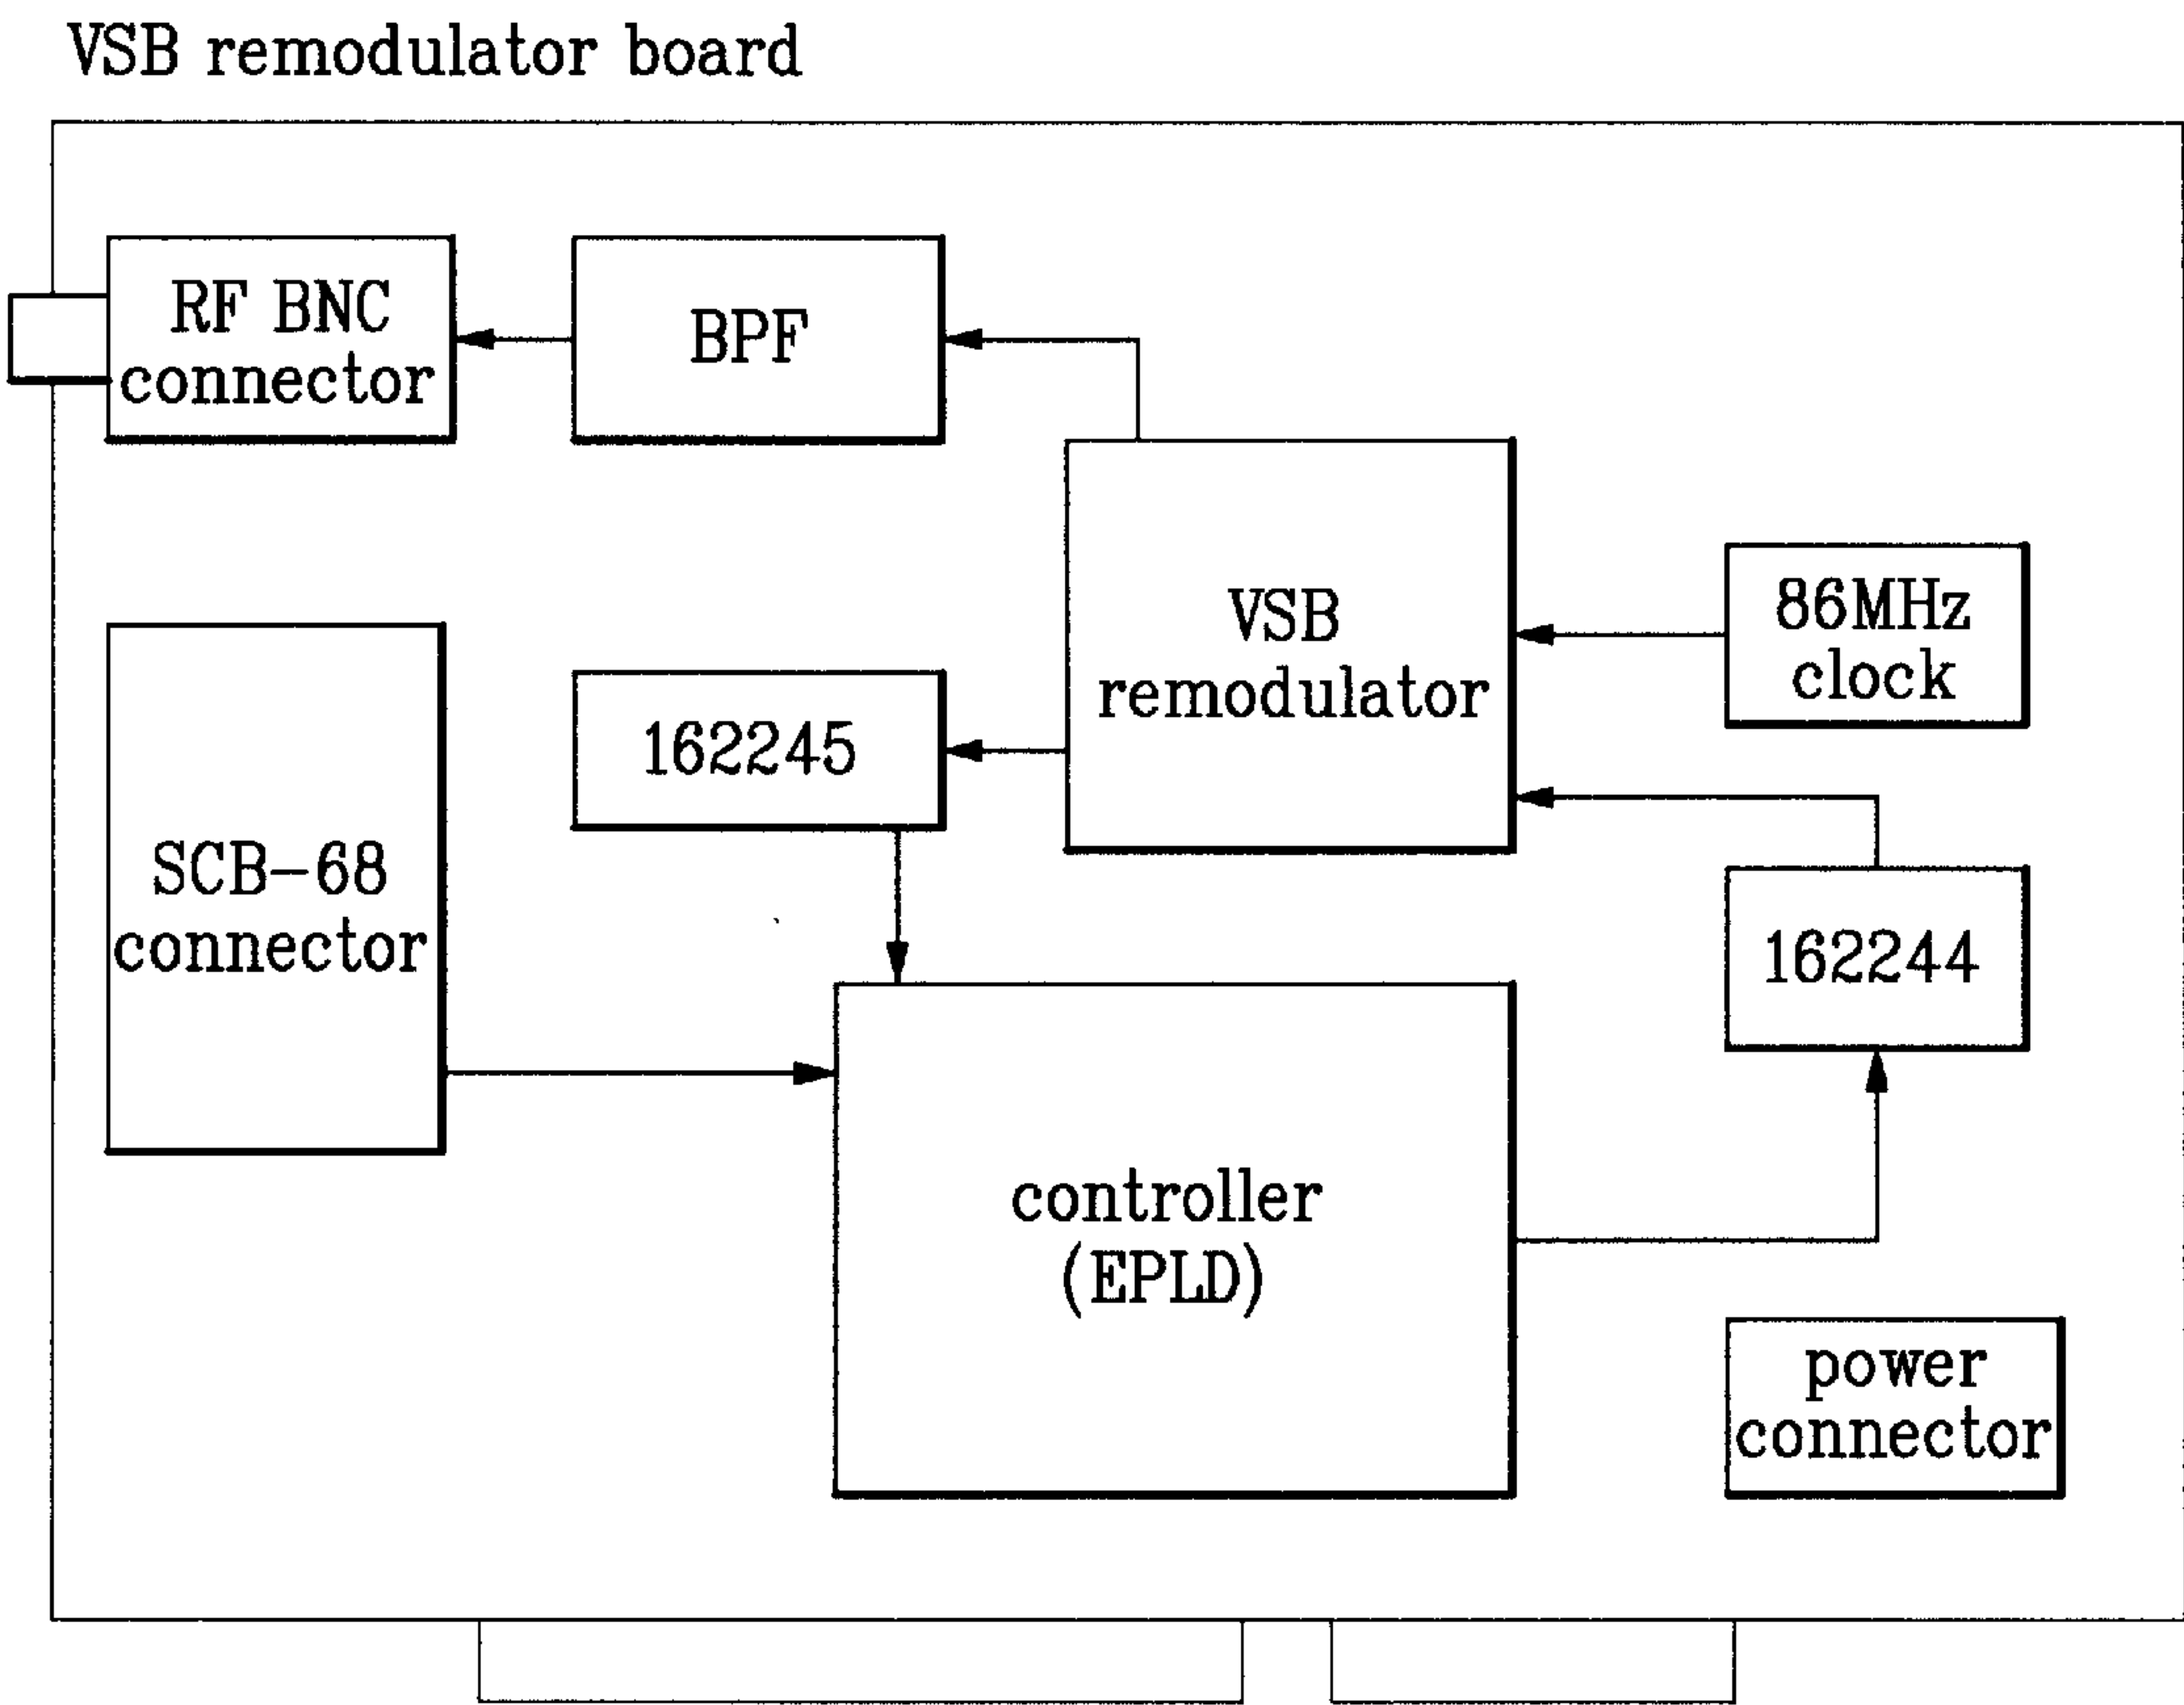 VSB remodulator board
RF BNC
connector
BPF
VSB
remodulator
86MHz
clock
162245
SCB-68
connector
162244
controller
(EPLD)
power
connector